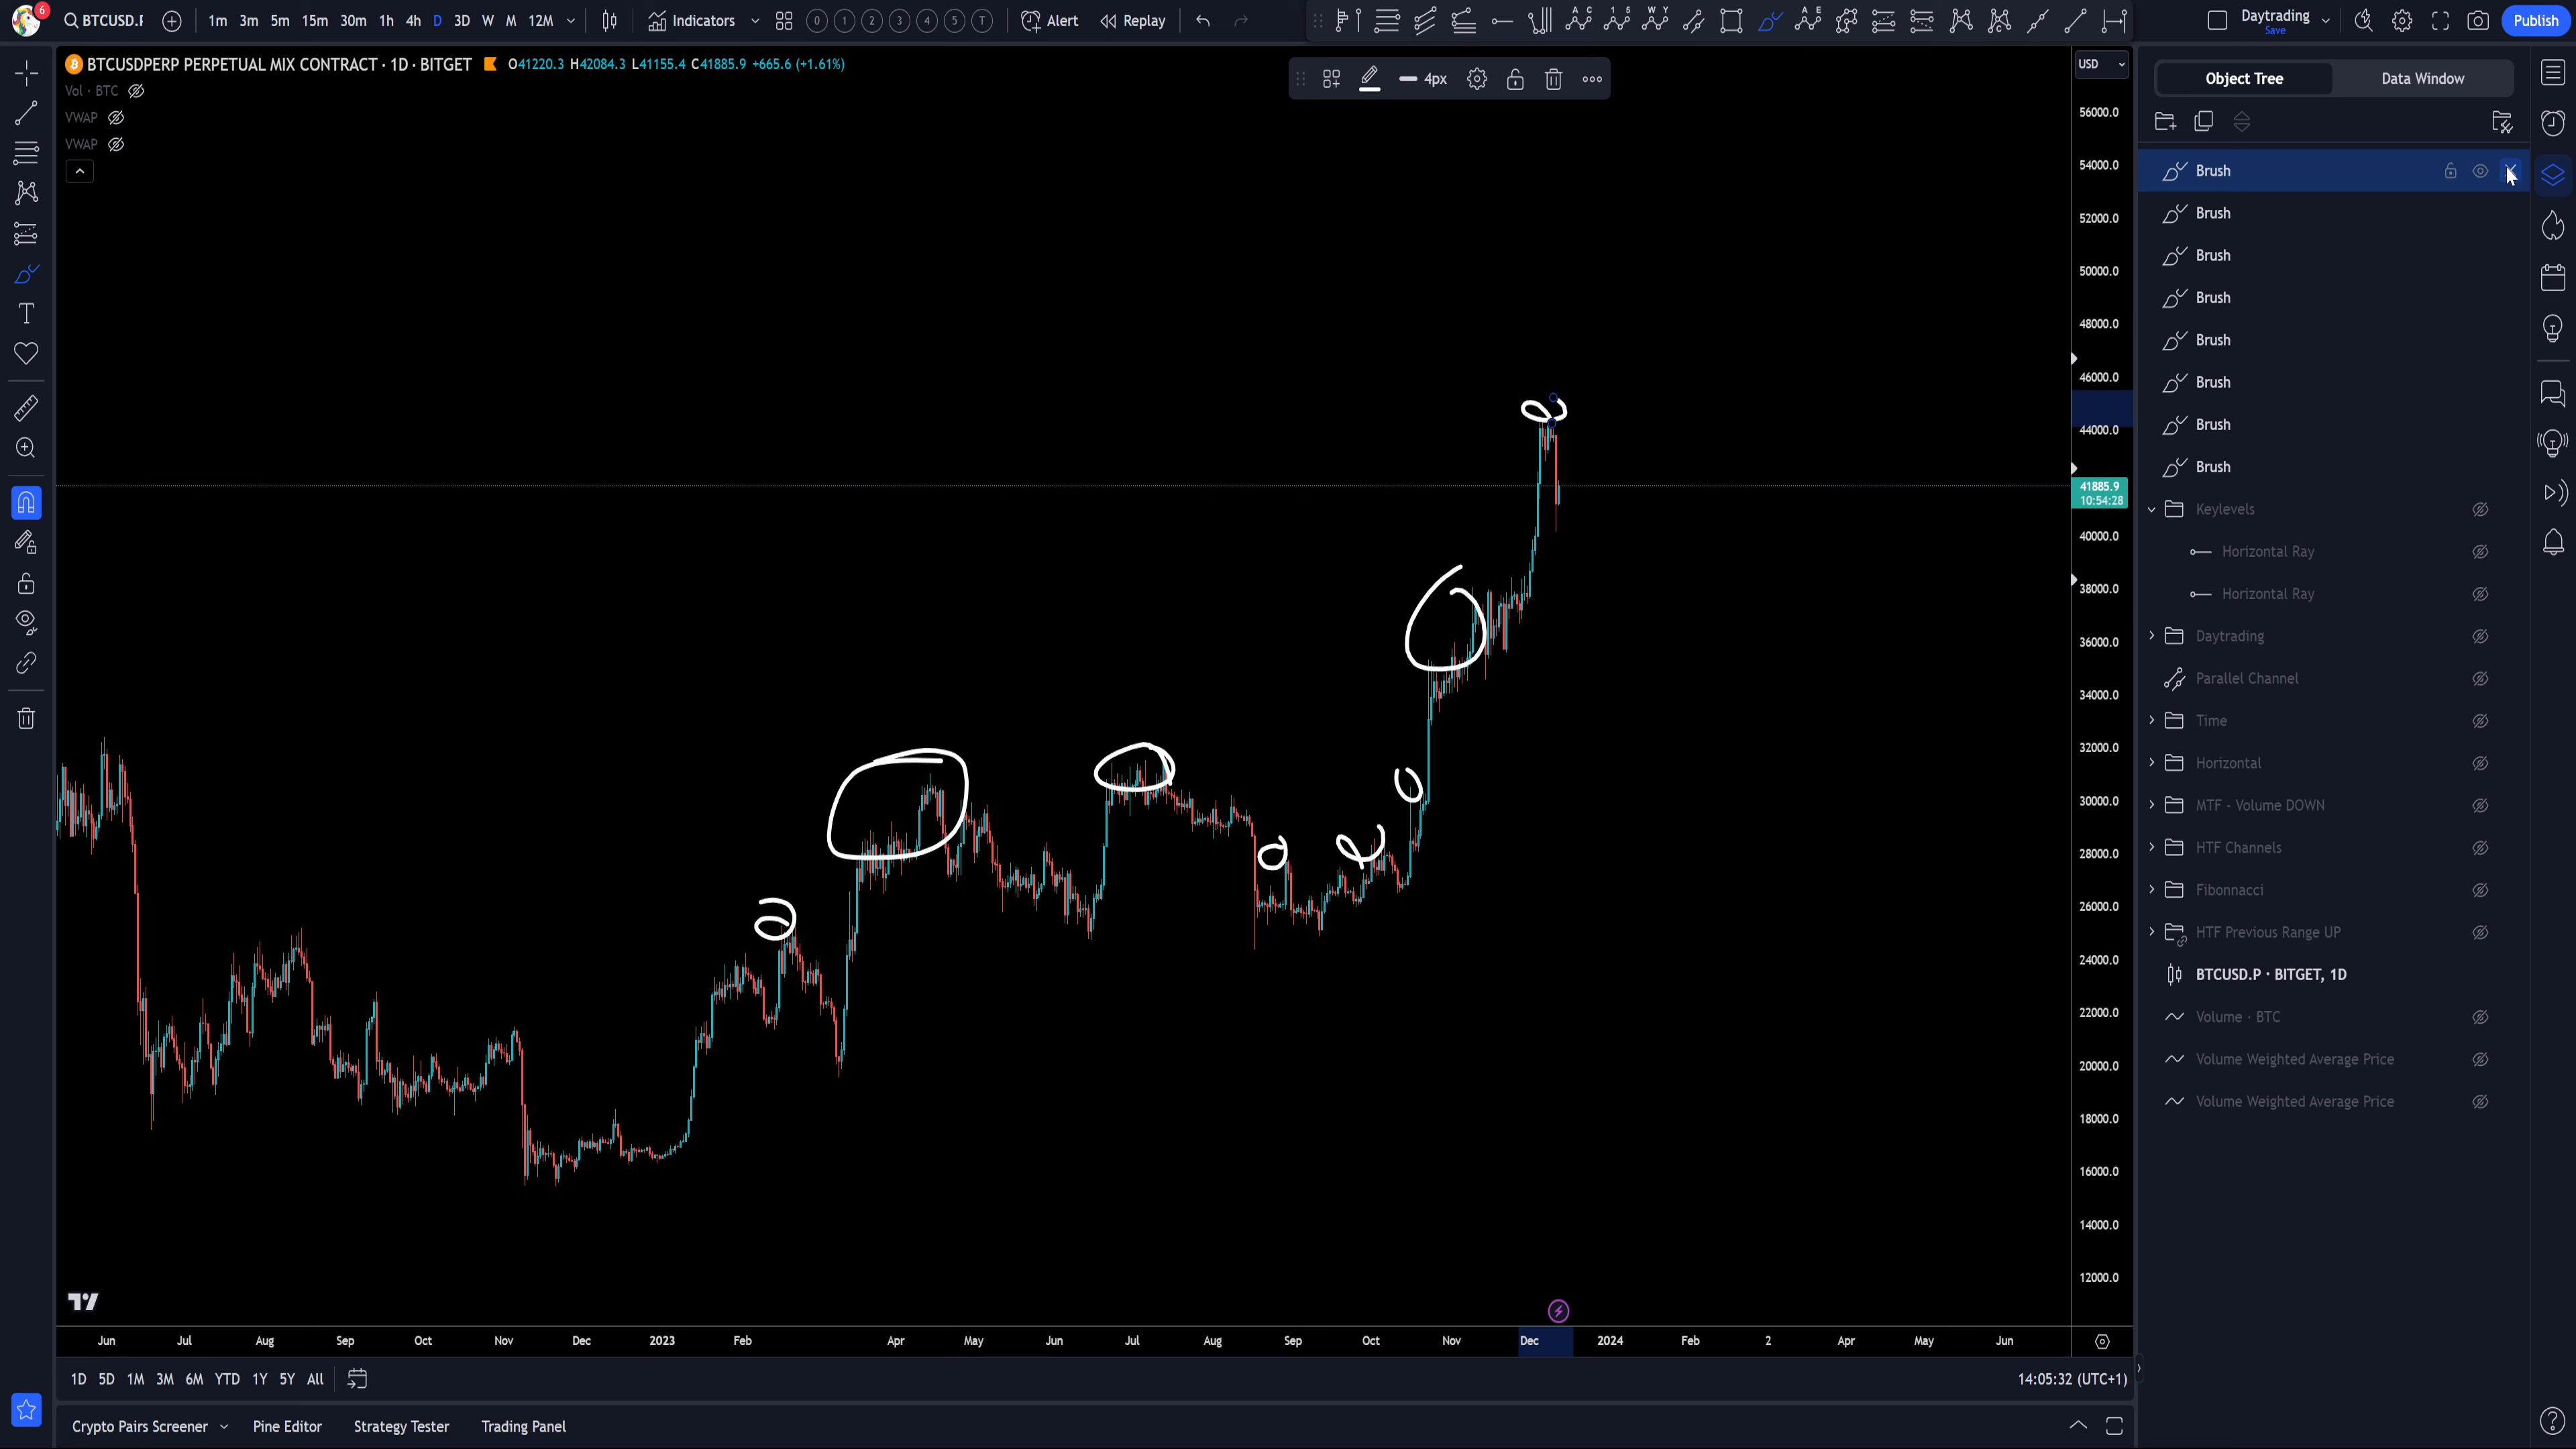 6
BTCUSD.P 1m 3m 5m 15m 30m 1h 4h D 3D W M 12M Indicators 0 1 2 3 4 5 T Alert Replay
A C 1 5 W Y A E
Daytrading
Save
Publish
BTCUSDPERP PERPETUAL MIX CONTRACT · 1D · BITGET O41220.3 H42084.3 L41155.4 C41885.9 +665.6 (+1.61%)
Vol · BTC
VWAP
VWAP
4px
USD
56000.0
54000.0
52000.0
50000.0
48000.0
46000.0
44000.0
41885.9
10:54:28
40000.0
38000.0
36000.0
34000.0
32000.0
30000.0
28000.0
26000.0
24000.0
22000.0
20000.0
18000.0
16000.0
14000.0
12000.0
Jun Jul Aug Sep Oct Nov Dec 2023 Feb Apr May Jun Jul Aug Sep Oct Nov Dec 2024 Feb 2 Apr May Jun
1D 5D 1M 3M 6M YTD 1Y 5Y All
14:05:32 (UTC+1)
Crypto Pairs Screener Pine Editor Strategy Tester Trading Panel
Object Tree Data Window
Brush
Brush
Brush
Brush
Brush
Brush
Brush
Brush
Keylevels
Horizontal Ray
Horizontal Ray
Daytrading
Parallel Channel
Time
Horizontal
MTF - Volume DOWN
HTF Channels
Fibonnacci
HTF Previous Range UP
BTCUSD.P · BITGET, 1D
Volume · BTC
Volume Weighted Average Price
Volume Weighted Average Price